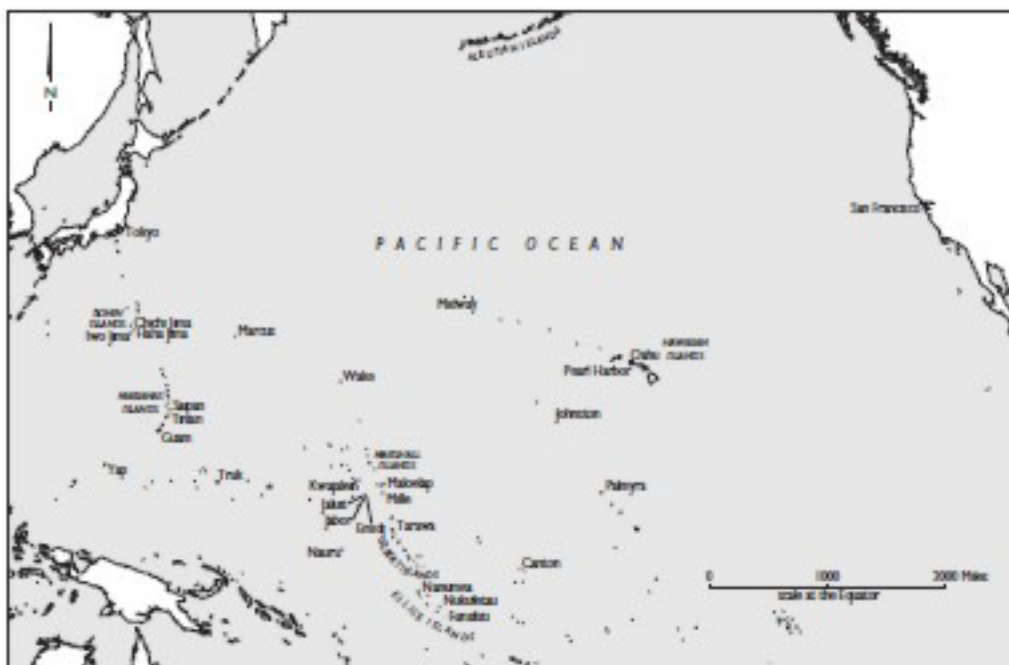 ALEUTIAN ISLANDS
N
San Francisco
Tokyo
PACIFIC OCEAN
Midway
BONIN
ISLANDS
Chichi Jima
Iwo Jima
Haha Jima
Marcus
HAWAIIAN
ISLANDS
Oahu
Pearl Harbor
Wake
MARIANAS
ISLANDS
Saipan
Tinian
Guam
Johnston
Yap
Truk
MARSHALL
ISLANDS
Kwajalein
Maloelap
Mille
Jaluit
Jabor
Tarawa
Palmyra
Nauru
Canton
0 1000 2000 Miles
scale at the Equator
Nanumea
Nukufetau
Funafuti
ELLICE ISLANDS